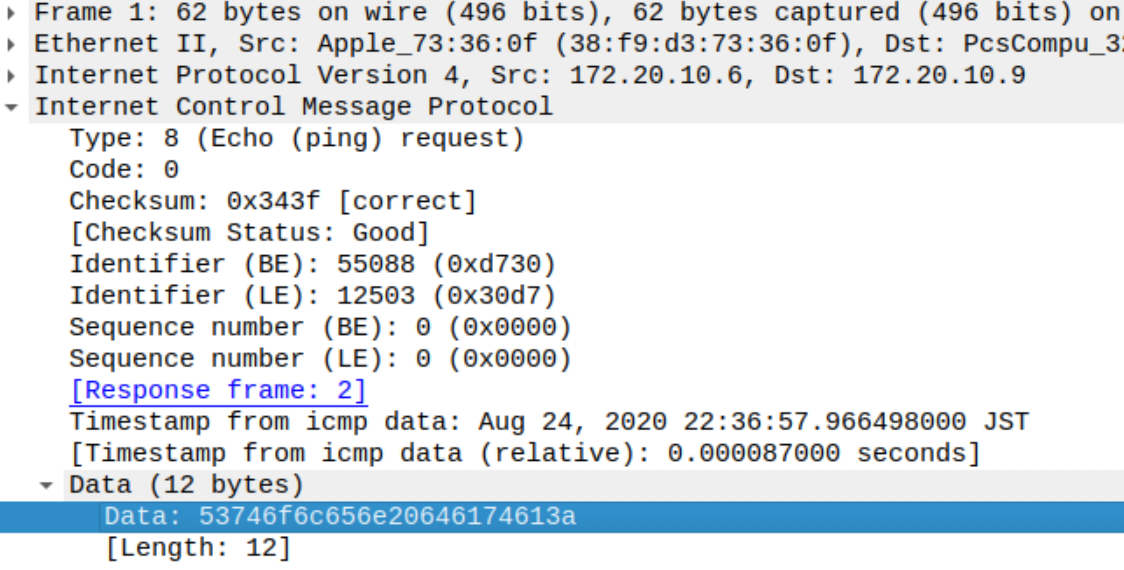 Frame 1: 62 bytes on wire (496 bits), 62 bytes captured (496 bits) on
Ethernet II, Src: Apple_73:36:0f (38:f9:d3:73:36:0f), Dst: PcsCompu_32
Internet Protocol Version 4, Src: 172.20.10.6, Dst: 172.20.10.9
Internet Control Message Protocol
Type: 8 (Echo (ping) request)
Code: 0
Checksum: 0x343f [correct]
[Checksum Status: Good]
Identifier (BE): 55088 (0xd730)
Identifier (LE): 12503 (0x30d7)
Sequence number (BE): 0 (0x0000)
Sequence number (LE): 0 (0x0000)
[Response frame: 2]
Timestamp from icmp data: Aug 24, 2020 22:36:57.966498000 JST
[Timestamp from icmp data (relative): 0.000087000 seconds]
Data (12 bytes)
Data: 53746f6c656e20646174613a
[Length: 12]